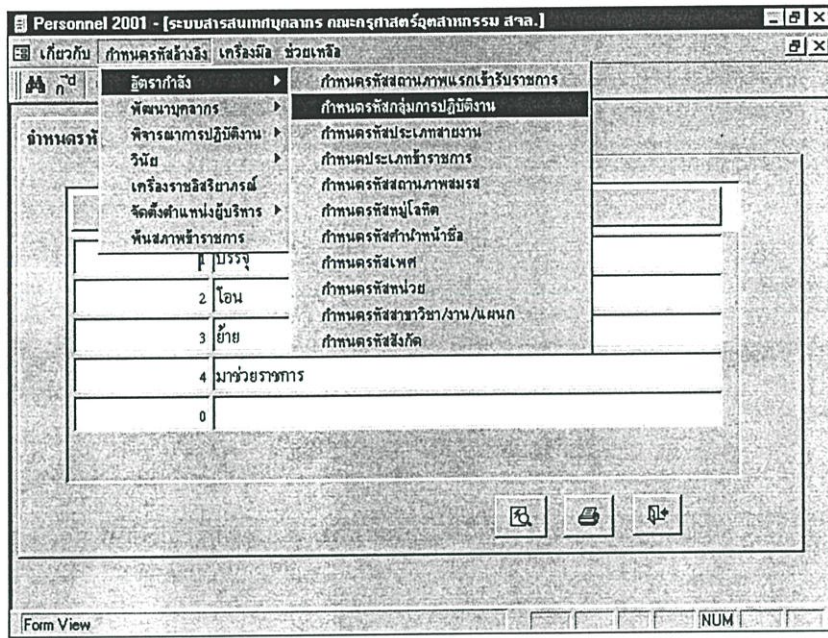 Personnel 2001 - [ระบบสารสนเทศบุคลากร คณะครุศาสตร์อุตสาหกรรม สจล.]
เกี่ยวกับ กำหนดรหัสอ้างอิง เครื่องมือ ช่วยเหลือ
อัตรากำลัง
พัฒนาบุคลากร
พิจารณาการปฏิบัติงาน
วินัย
เครื่องราชอิสริยาภรณ์
จัดตั้งตำแหน่งผู้บริหาร
พ้นสภาพข้าราชการ
กำหนดรหัสสถานภาพแรกเข้ารับราชการ
กำหนดรหัสกลุ่มการปฏิบัติงาน
กำหนดรหัสประเภทสายงาน
กำหนดประเภทข้าราชการ
กำหนดรหัสสถานภาพสมรส
กำหนดรหัสหมู่โลหิต
กำหนดรหัสคำนำหน้าชื่อ
กำหนดรหัสเพศ
กำหนดรหัสหน่วย
กำหนดรหัสสาขาวิชา/งาน/แผนก
กำหนดรหัสสังกัด
1 บรรจุ
2 โอน
3 ย้าย
4 มาช่วยราชการ
0
Form View NUM